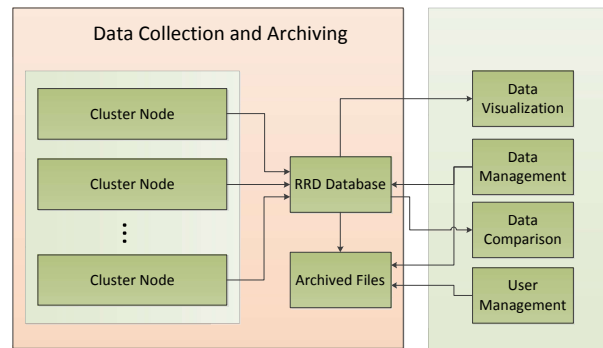 Data Collection and Archiving
Cluster Node
Cluster Node
Cluster Node
RRD Database
Archived Files
Data
Visualization
Data
Management
Data
Comparison
User
Management